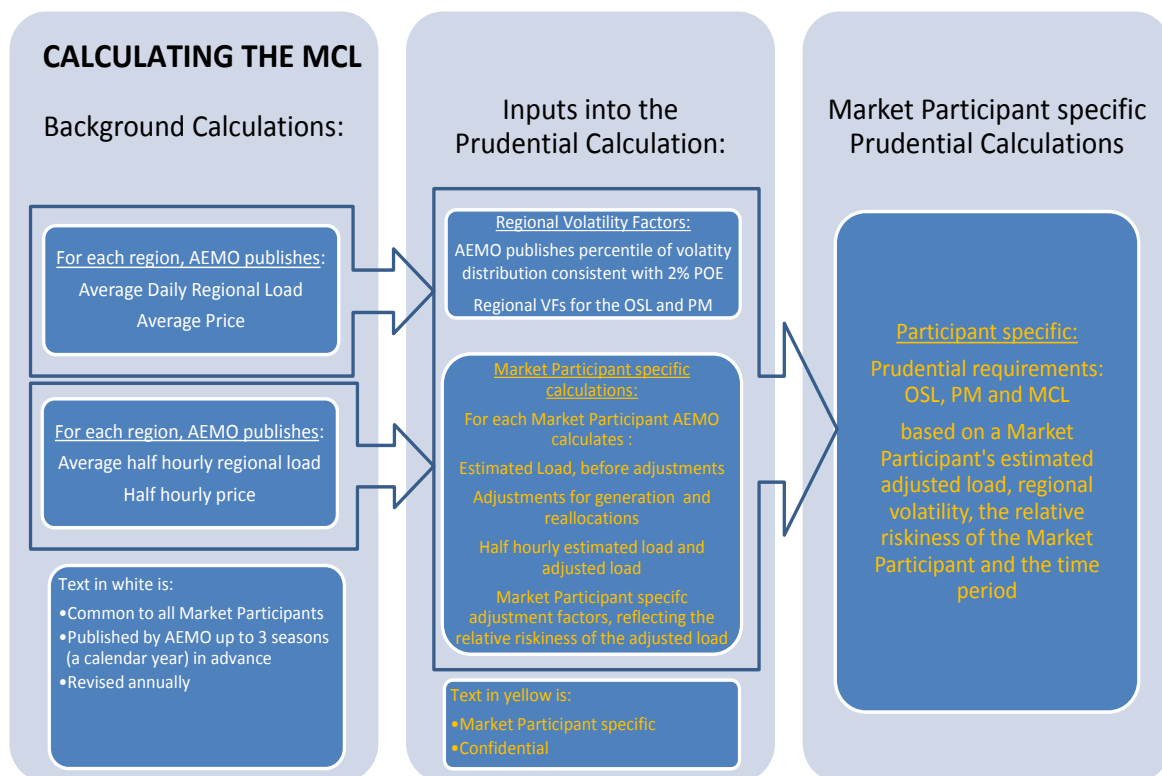 CALCULATING THE MCL
Background Calculations:
For each region, AEMO publishes:
Average Daily Regional Load
Average Price
For each region, AEMO publishes:
Average half hourly regional load
Half hourly price
Text in white is:
•Common to all Market Participants
•Published by AEMO up to 3 seasons
(a calendar year) in advance
•Revised annually
Inputs into the
Prudential Calculation:
Regional Volatility Factors:
AEMO publishes percentile of volatity
distribution consistent with 2% POE
Regional VFs for the OSL and PM
Market Participant specific
calculations:
For each Market Participant AEMO
calculates :
Estimated Load, before adjustments
Adjustments for generation and
reallocations
Half hourly estimated load and
adjusted load
Market Participant specifc
adjustment factors, reflecting the
relative riskiness of the adjusted load
Text in yellow is:
•Market Participant specific
•Confidential
Market Participant specific
Prudential Calculations
Participant specific:
Prudential requirements:
OSL, PM and MCL
based on a Market
Participant's estimated
adjusted load, regional
volatility, the relative
riskiness of the Market
Participant and the time
period